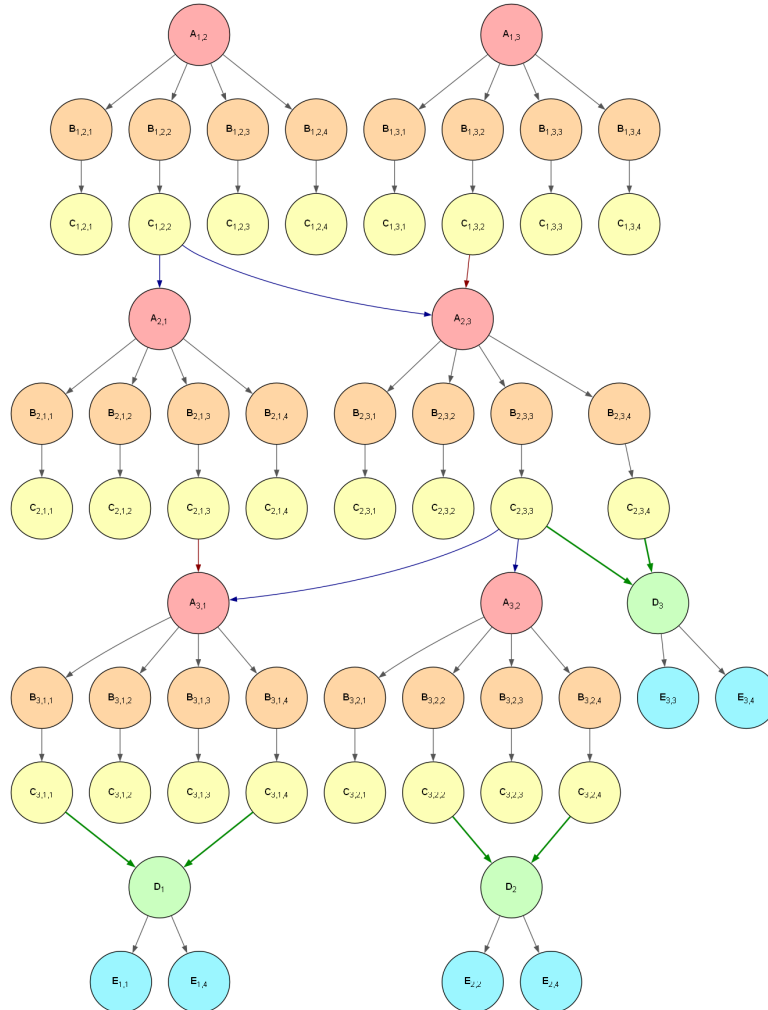 A1,2 A1,3
B1,2,1 B1,2,2 B1,2,3 B1,2,4 B1,3,1 B1,3,2 B1,3,3 B1,3,4
C1,2,1 C1,2,2 C1,2,3 C1,2,4 C1,3,1 C1,3,2 C1,3,3 C1,3,4
A2,1 A2,3
B2,1,1 B2,1,2 B2,1,3 B2,1,4 B2,3,1 B2,3,2 B2,3,3 B2,3,4
C2,1,1 C2,1,2 C2,1,3 C2,1,4 C2,3,1 C2,3,2 C2,3,3 C2,3,4
A3,1 A3,2 D3
B3,1,1 B3,1,2 B3,1,3 B3,1,4 B3,2,1 B3,2,2 B3,2,3 B3,2,4 E3,3 E3,4
C3,1,1 C3,1,2 C3,1,3 C3,1,4 C3,2,1 C3,2,2 C3,2,3 C3,2,4
D1 D2
E1,1 E1,4 E2,2 E2,4